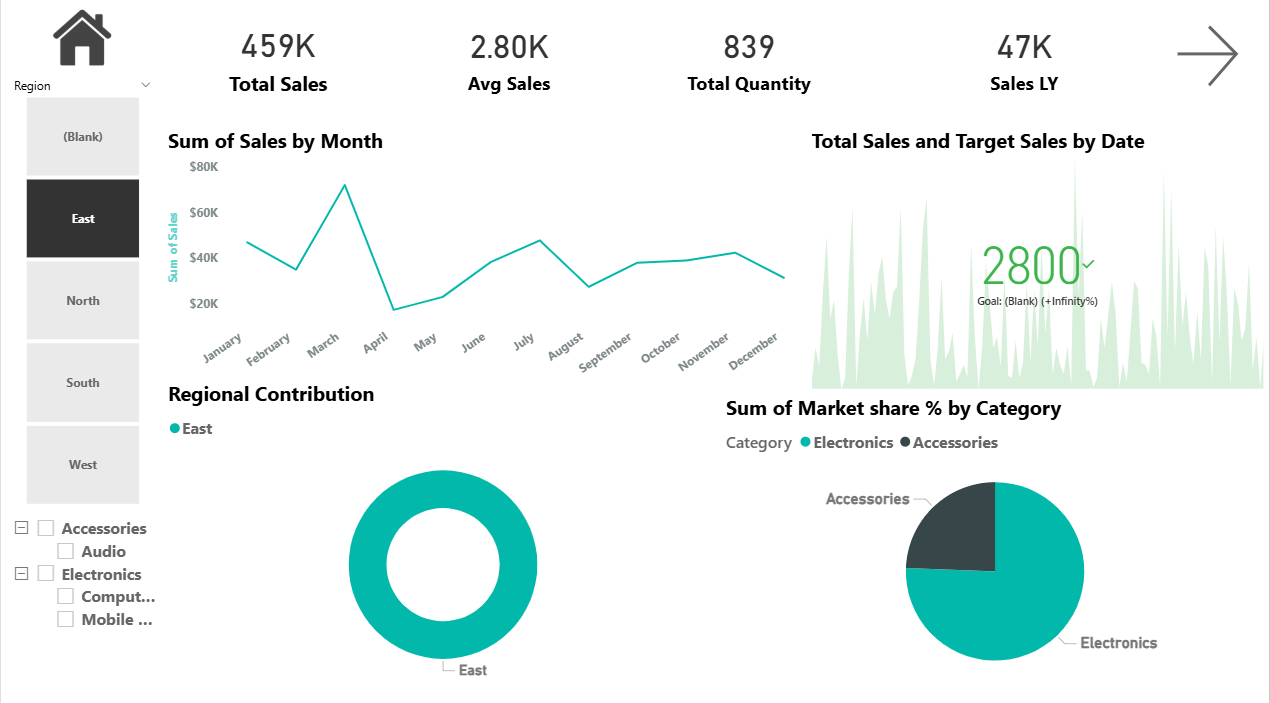 459K
Total Sales
2.80K
Avg Sales
839
Total Quantity
47K
Sales LY
Region
(Blank)
East
North
South
West
Accessories
Audio
Electronics
Comput...
Mobile ...
Sum of Sales by Month
Sum of Sales
$80K
$60K
$40K
$20K
January
February
March
April
May
June
July
August
September
October
November
December
Total Sales and Target Sales by Date
2800
Goal: (Blank) (+Infinity%)
Regional Contribution
East
East
Sum of Market share % by Category
Category Electronics Accessories
Accessories
Electronics